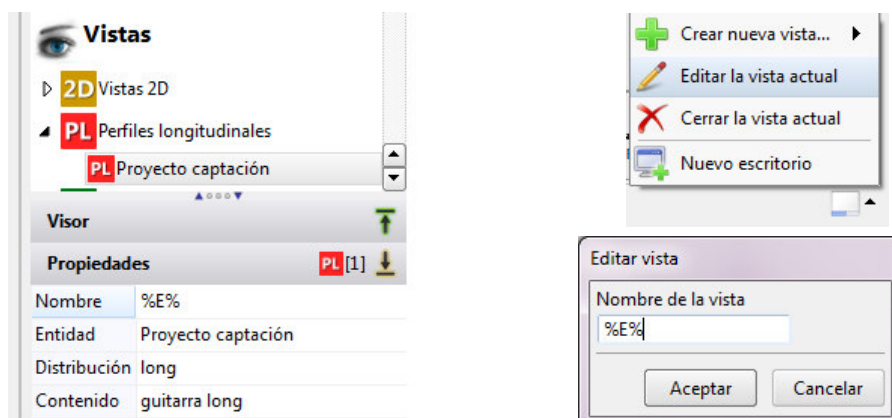 Vistas
2D Vistas 2D
PL Perfiles longitudinales
PL Proyecto captación
Visor
Propiedades PL [1]
Nombre %E%
Entidad Proyecto captación
Distribución long
Contenido guitarra long
Crear nueva vista...
Editar la vista actual
Cerrar la vista actual
Nuevo escritorio
Editar vista
Nombre de la vista
%E%
Aceptar Cancelar